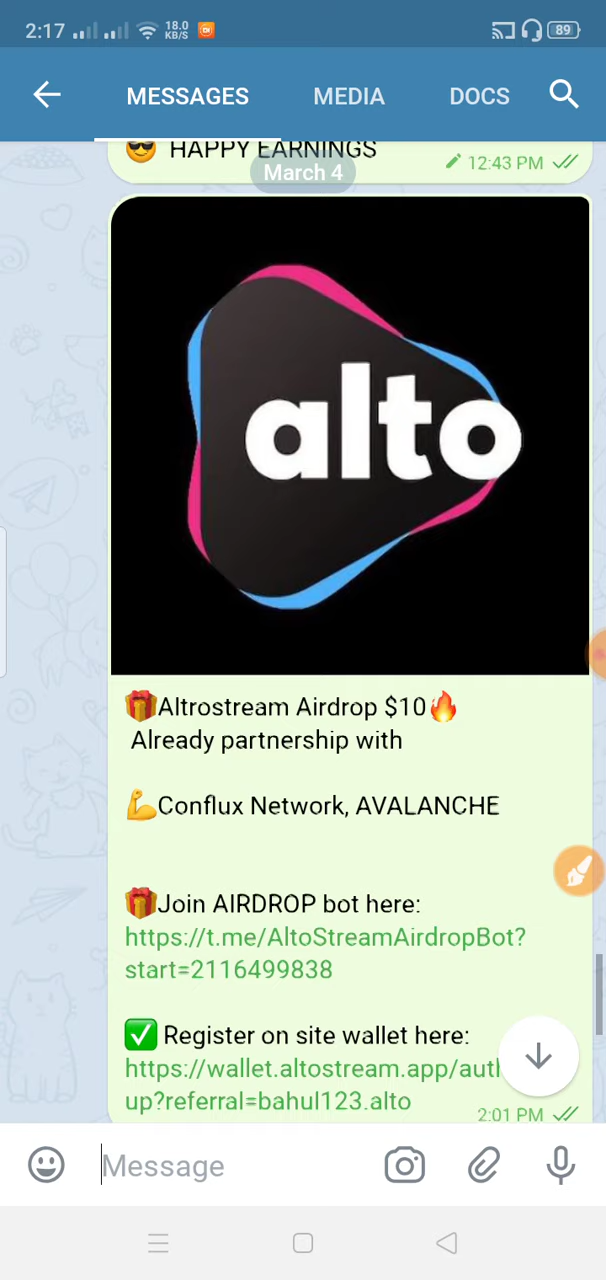 2:17
18.0
KB/S
89
MESSAGES
MEDIA
DOCS
😎 HAPPY EARNINGS
12:43 PM
March 4
alto
🎁Altrostream Airdrop $10🔥
Already partnership with
💪Conflux Network, AVALANCHE
🎁Join AIRDROP bot here:
https://t.me/AltoStreamAirdropBot?
start=2116499838
✅ Register on site wallet here:
https://wallet.altostream.app/auth
up?referral=bahul123.alto
2:01 PM
Message